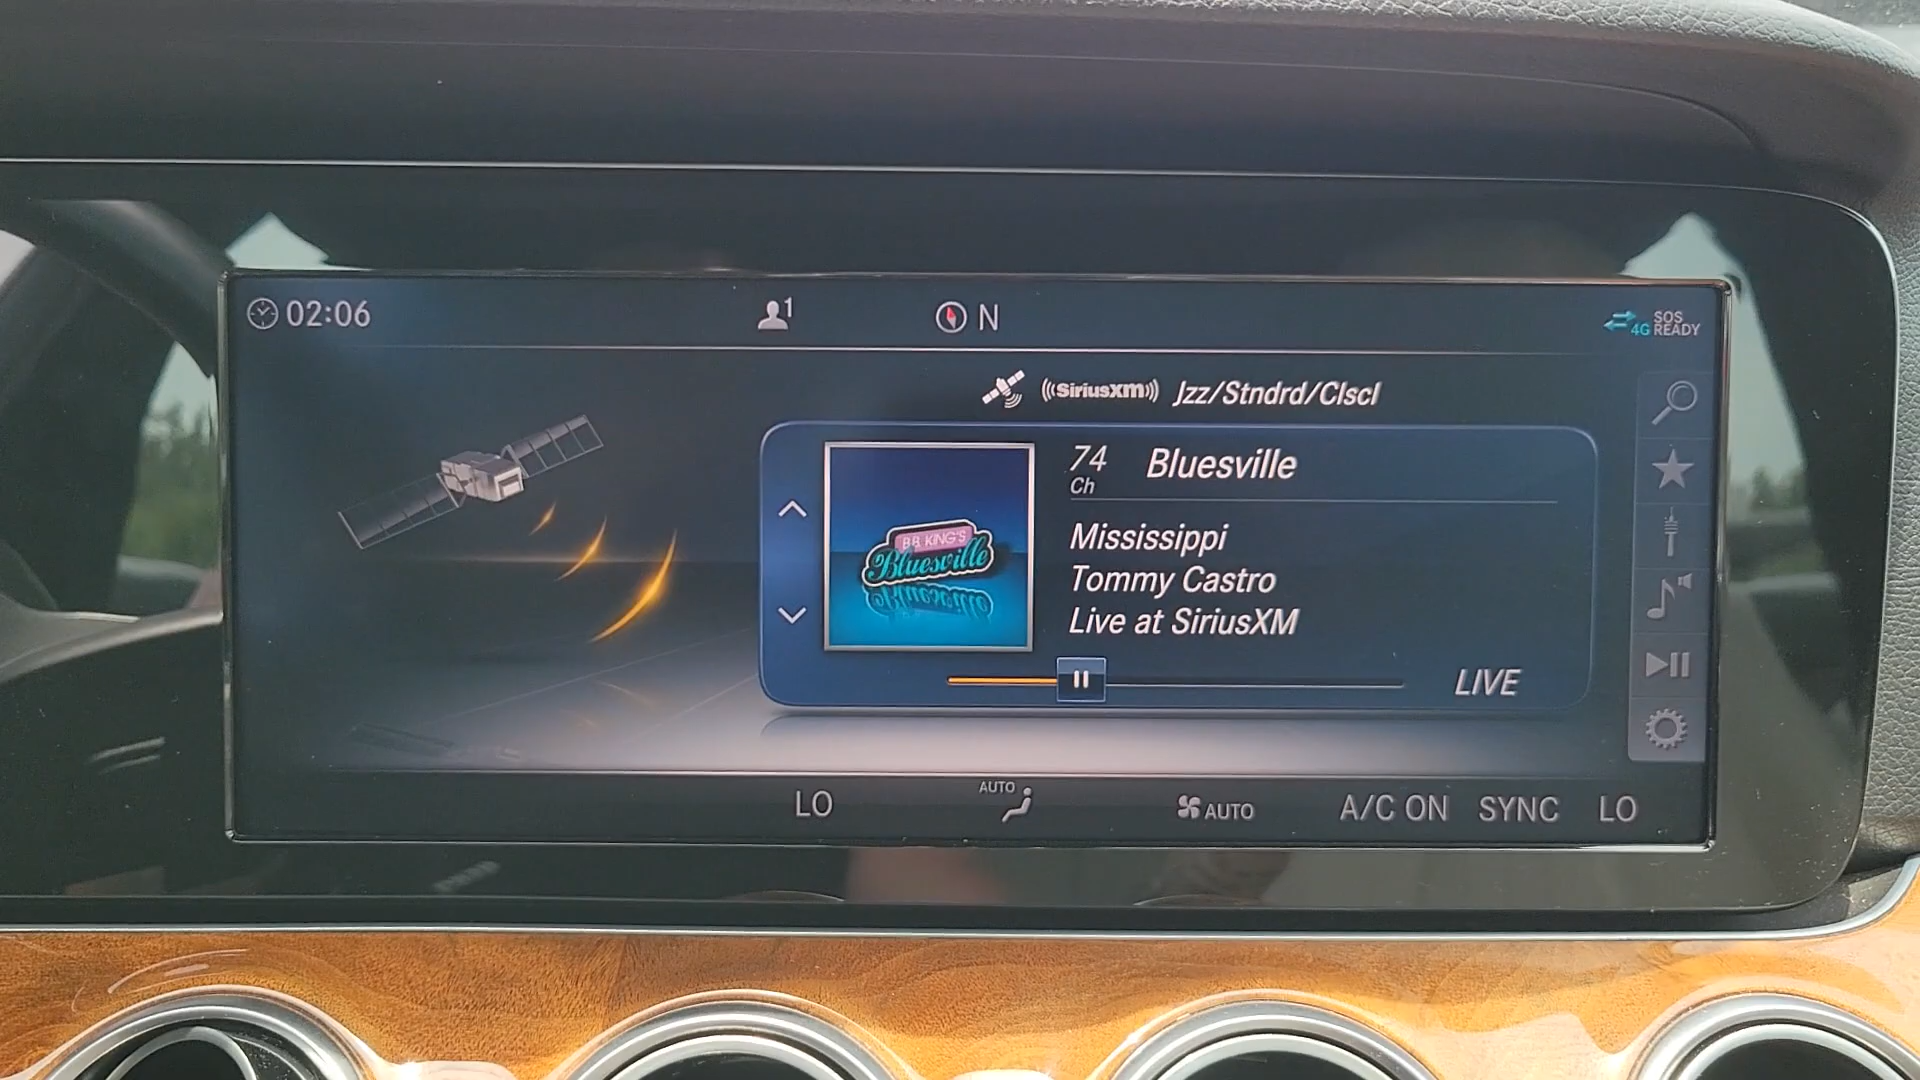 02:06
1
N
4G
SOS
READY
SiriusXM Jzz/Stndrd/Clscl
74
Ch
Bluesville
B.B. KING'S
Bluesville
Mississippi
Tommy Castro
Live at SiriusXM
LIVE
LO
AUTO
AUTO
A/C ON
SYNC
LO